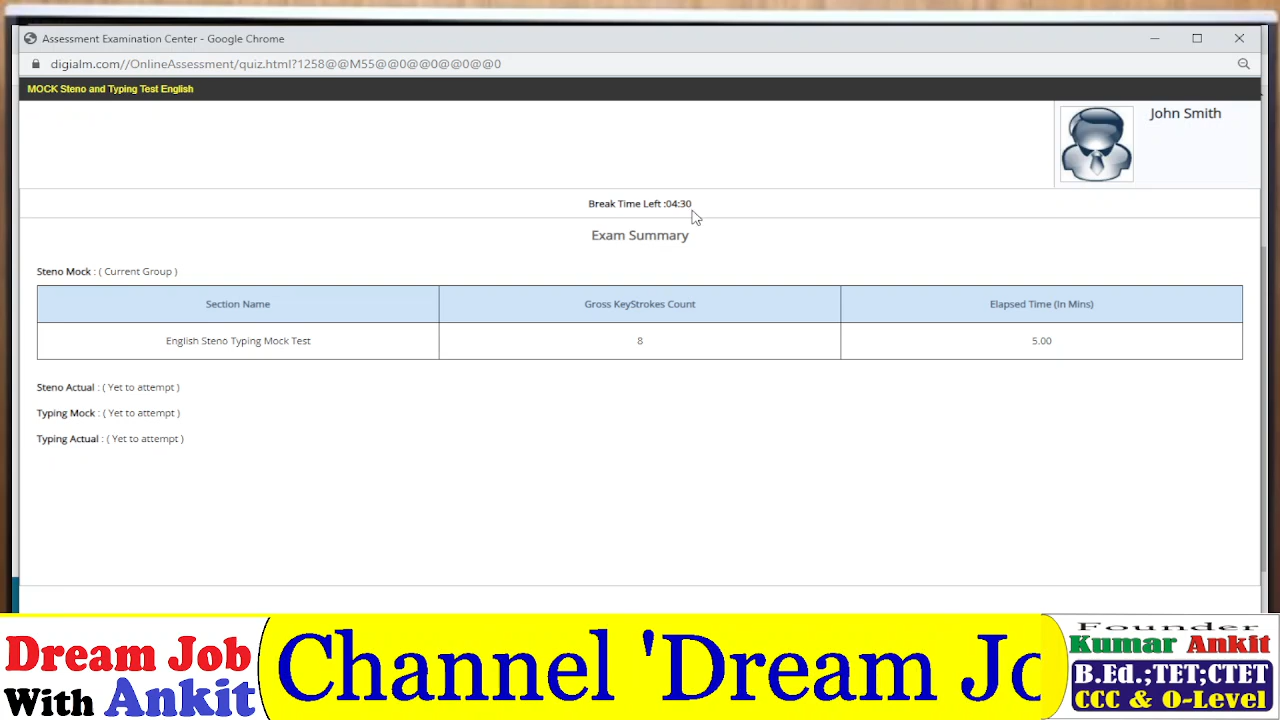 Assessment Examination Center - Google Chrome
digialm.com//OnlineAssessment/quiz.html?1258@@M55@@0@@0@@0@@0
MOCK Steno and Typing Test English
John Smith
Break Time Left :04:30
Exam Summary
Steno Mock : ( Current Group )
Section Name Gross KeyStrokes Count Elapsed Time (In Mins)
English Steno Typing Mock Test 8 5.00
Steno Actual : ( Yet to attempt )
Typing Mock : ( Yet to attempt )
Typing Actual : ( Yet to attempt )
Dream Job
With Ankit
Channel 'Dream Jo
Founder
Kumar Ankit
B.Ed.;TET;CTET
CCC & O-Level